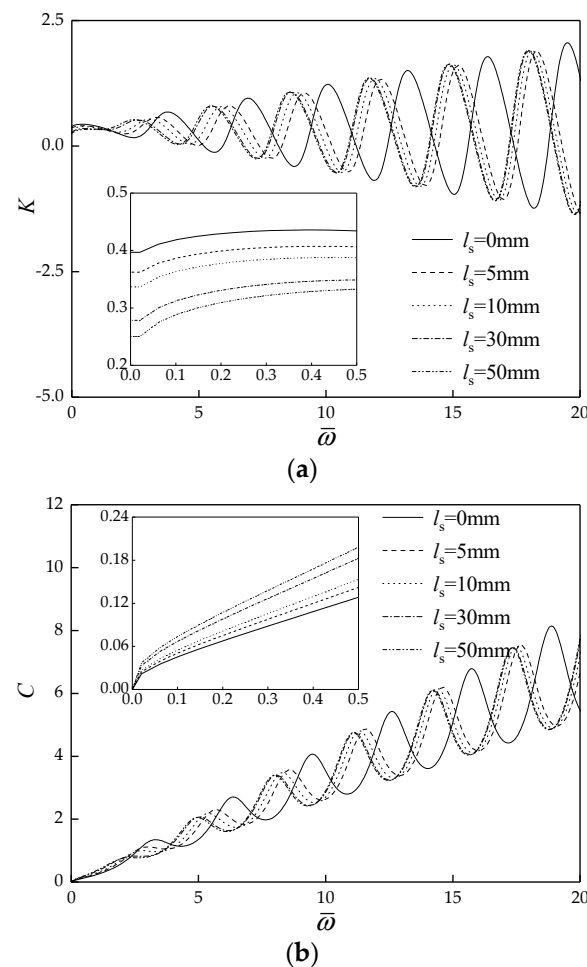 2.5
0.0
-2.5
-5.0
K
0.5
0.4
0.3
0.2
0.0 0.1 0.2 0.3 0.4 0.5
lₛ=0mm
lₛ=5mm
lₛ=10mm
lₛ=30mm
lₛ=50mm
0 5 10 15 20
ω̅
(a)
12
10
8
6
4
2
0
C
0.24
0.18
0.12
0.06
0.00
0.0 0.1 0.2 0.3 0.4 0.5
lₛ=0mm
lₛ=5mm
lₛ=10mm
lₛ=30mm
lₛ=50mm
0 5 10 15 20
ω̅
(b)